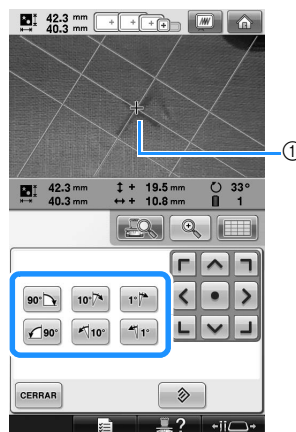 42.3 mm
40.3 mm
①
42.3 mm + 19.5 mm 33°
40.3 mm + 10.8 mm 1
90° 10° 1°
90° 10° 1°
CERRAR
?